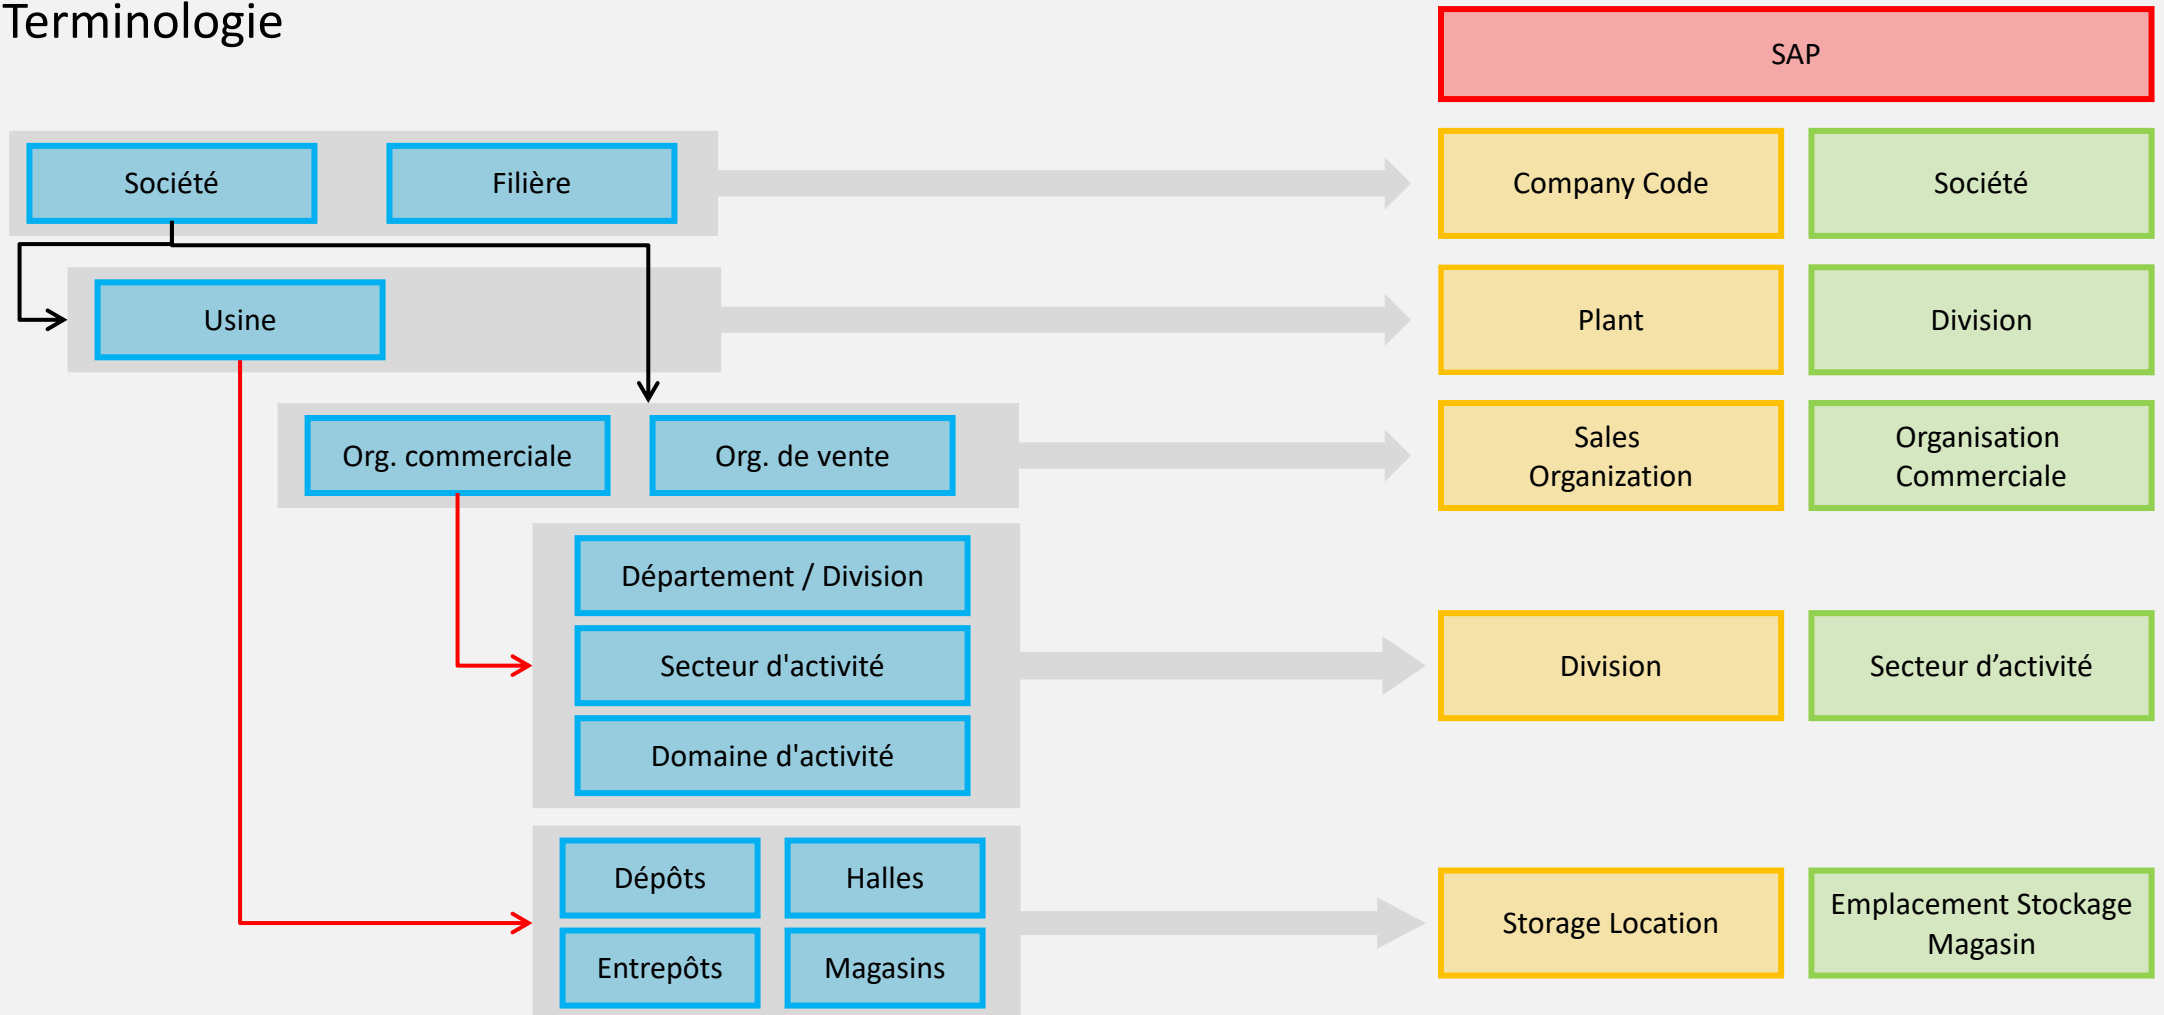 Terminologie
SAP
Société
Filière
Company Code
Société
Usine
Plant
Division
Org. commerciale
Org. de vente
Sales
Organization
Organisation
Commerciale
Département / Division
Secteur d'activité
Domaine d'activité
Division
Secteur d’activité
Dépôts
Halles
Entrepôts
Magasins
Storage Location
Emplacement Stockage
Magasin